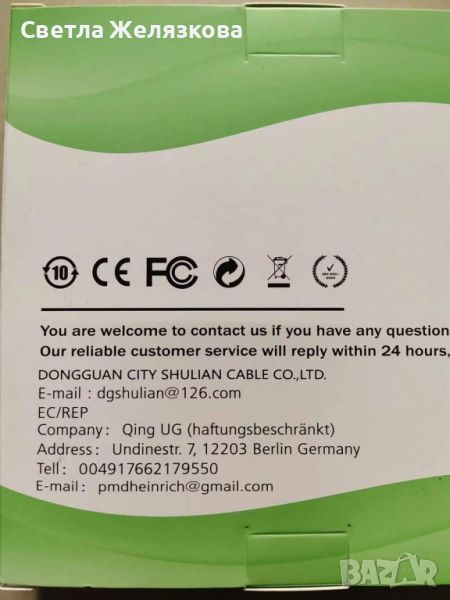 Светла Желязкова
10 CE FC
You are welcome to contact us if you have any question
Our reliable customer service will reply within 24 hours,
DONGGUAN CITY SHULIAN CABLE CO.,LTD.
E-mail : dgshulian@126.com
EC/REP
Company : Qing UG (haftungsbeschränkt)
Address : Undinestr. 7, 12203 Berlin Germany
Tell : 004917662179550
E-mail : pmdheinrich@gmail.com
BAZAR